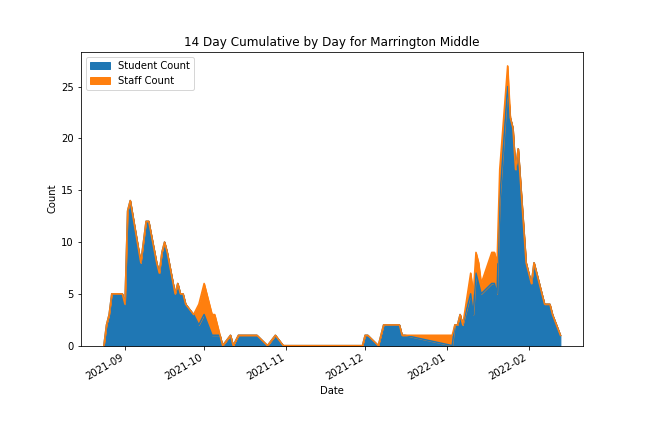 14 Day Cumulative by Day for Marrington Middle
Student Count
Staff Count
Count
25
20
15
10
5
0
2021-09
2021-10
2021-11
2021-12
2022-01
2022-02
Date